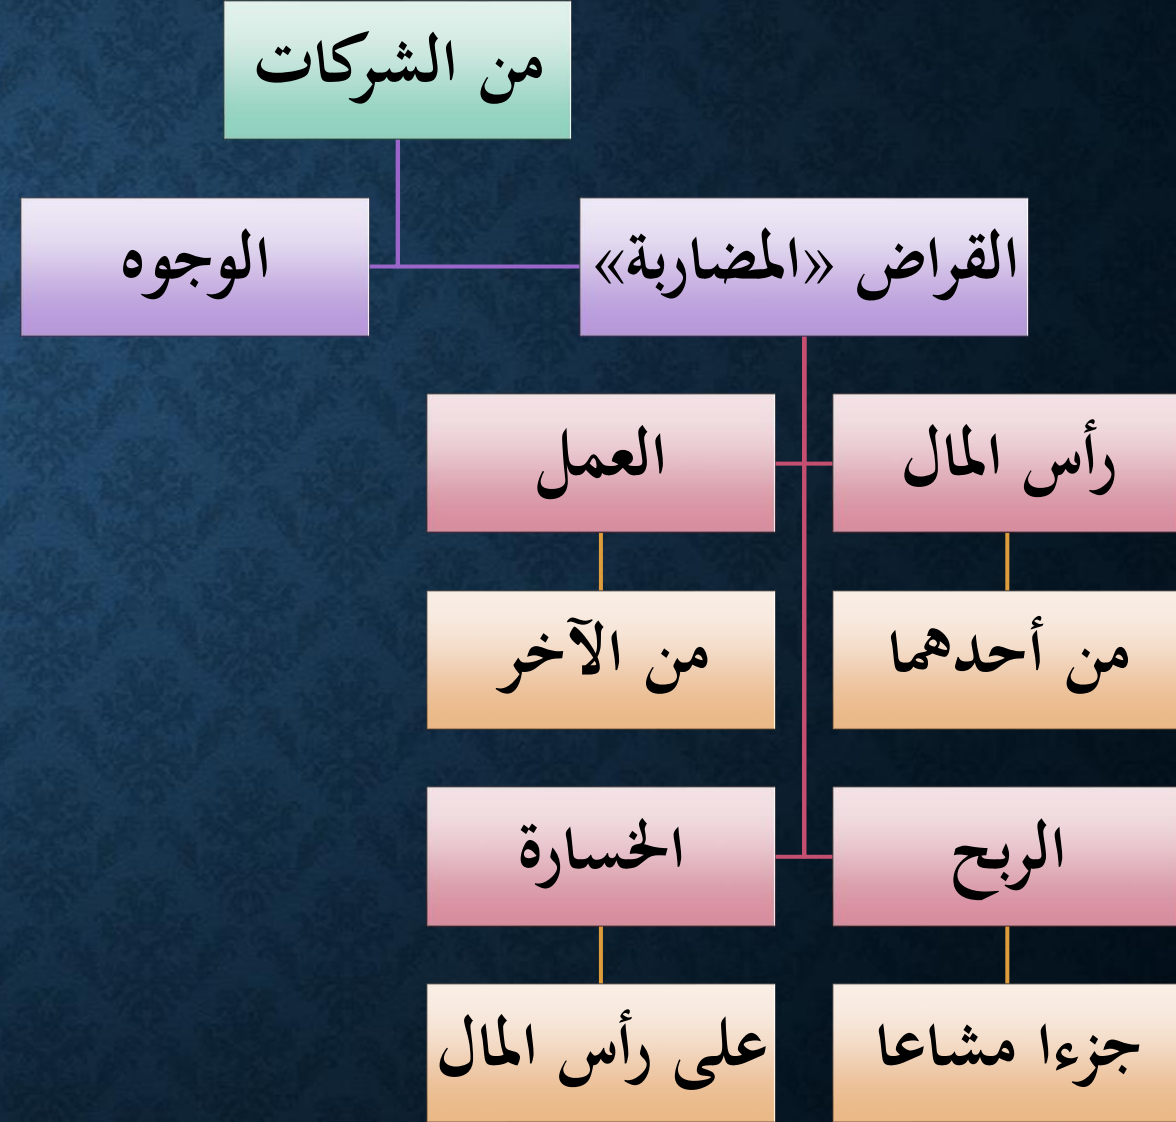 من الشركات
القراض «المضاربة»
الوجوه
رأس المال
العمل
من أحدهما
من الآخر
الربح
الخسارة
جزءا مشاعا
على رأس المال